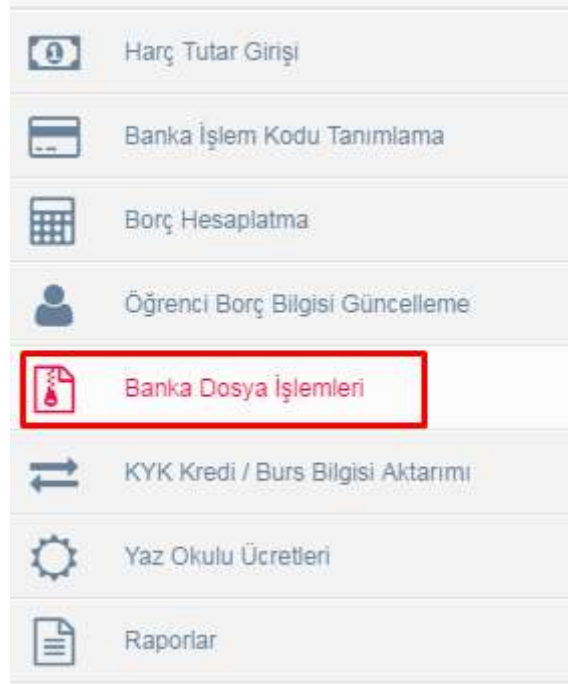 Harç Tutar Girişi
Banka İşlem Kodu Tanımlama
Borç Hesaplatma
Öğrenci Borç Bilgisi Güncelleme
Banka Dosya İşlemleri
KYK Kredi / Burs Bilgisi Aktarımı
Yaz Okulu Ücretleri
Raporlar